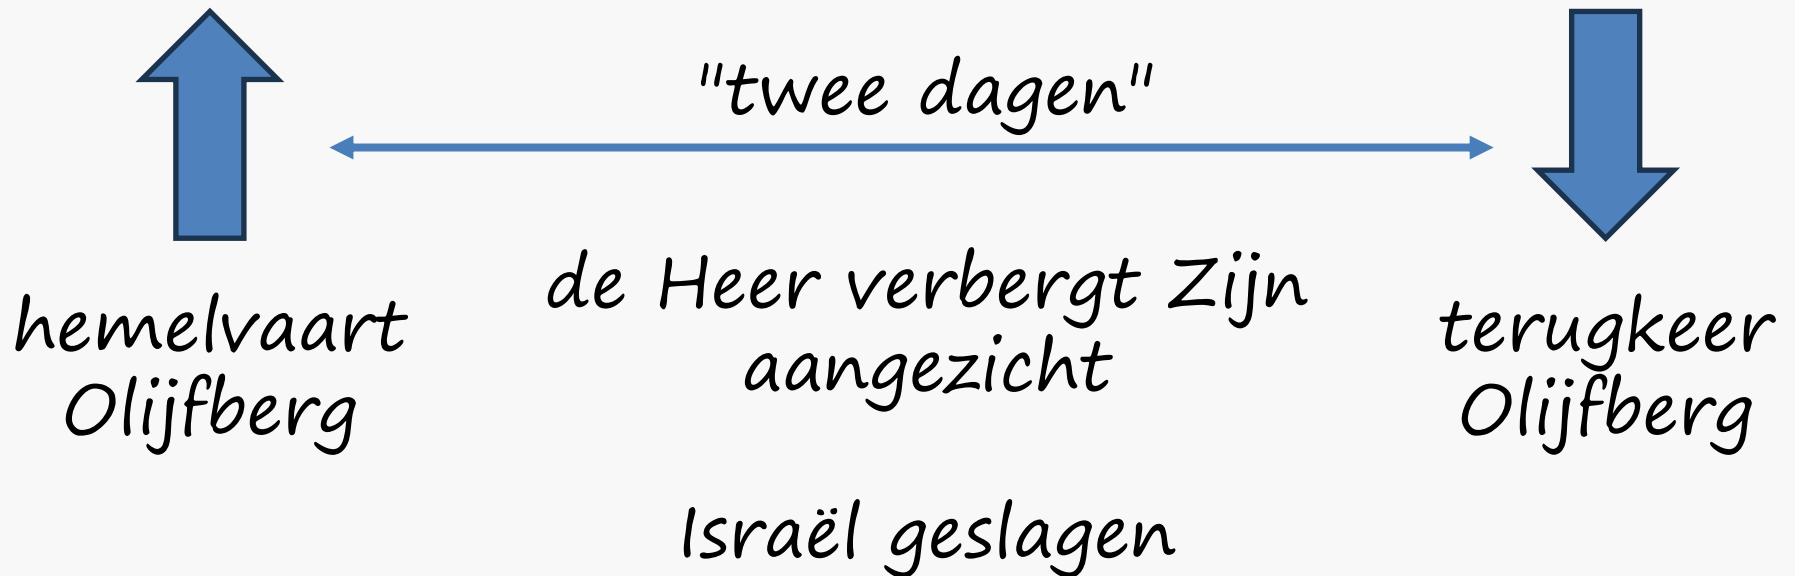 "twee dagen"
hemelvaart
Olijfberg
de Heer verbergt Zijn
aangezicht
terugkeer
Olijfberg
Israël geslagen